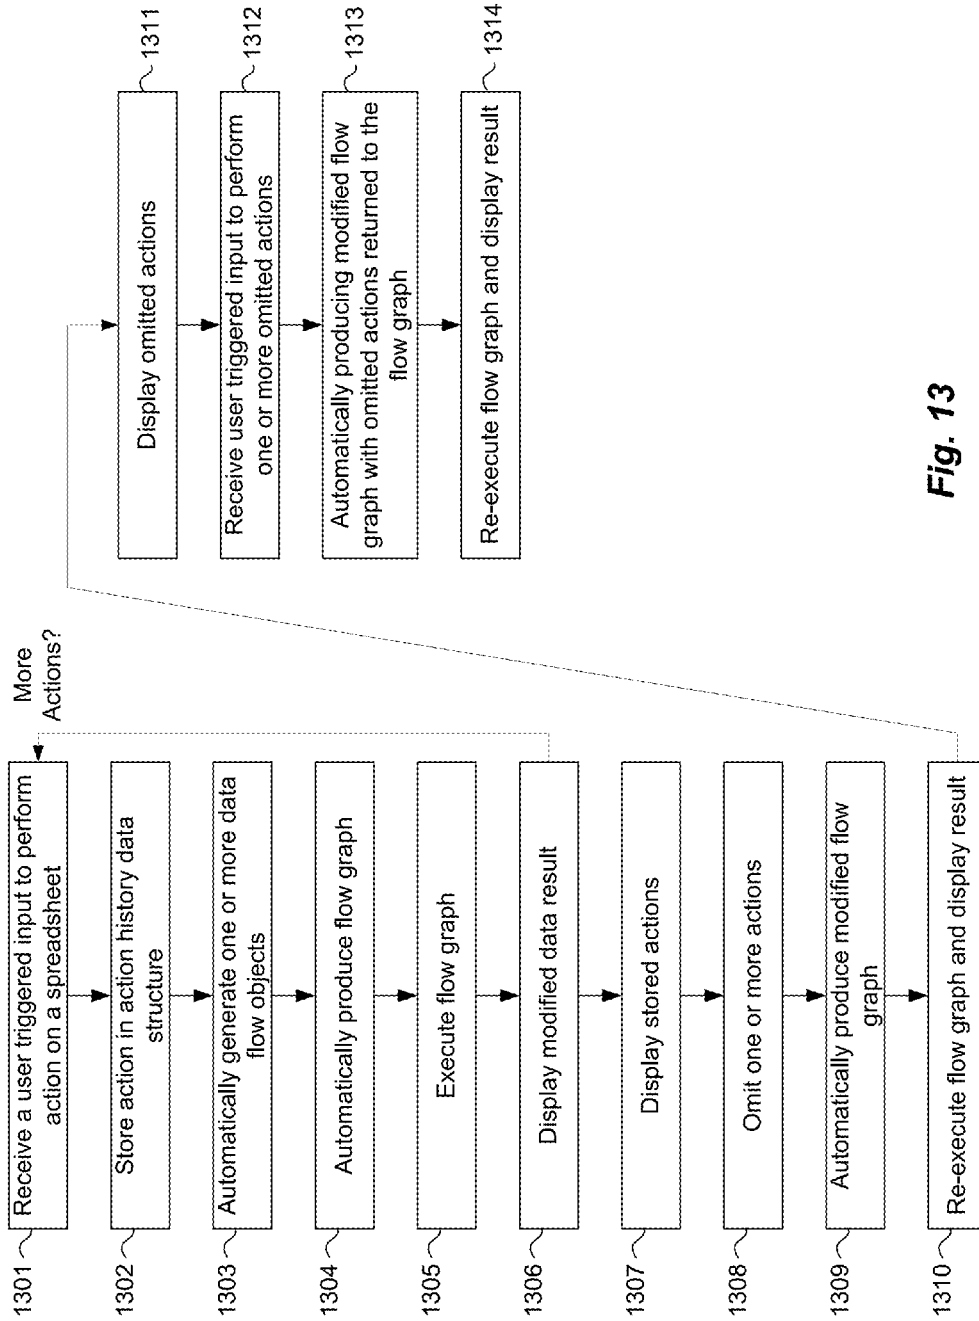 1301
Receive a user triggered input to perform
action on a spreadsheet
More
Actions?
1302
Store action in action history data
structure
1303
Automatically generate one or more data
flow objects
1304
Automatically produce flow graph
1305
Execute flow graph
1306
Display modified data result
1307
Display stored actions
1308
Omit one or more actions
1309
Automatically produce modified flow
graph
1310
Re-execute flow graph and display result
Display omitted actions
1311
Receive user triggered input to perform
one or more omitted actions
1312
Automatically producing modified flow
graph with omitted actions returned to the
flow graph
1313
Re-execute flow graph and display result
1314
Fig. 13